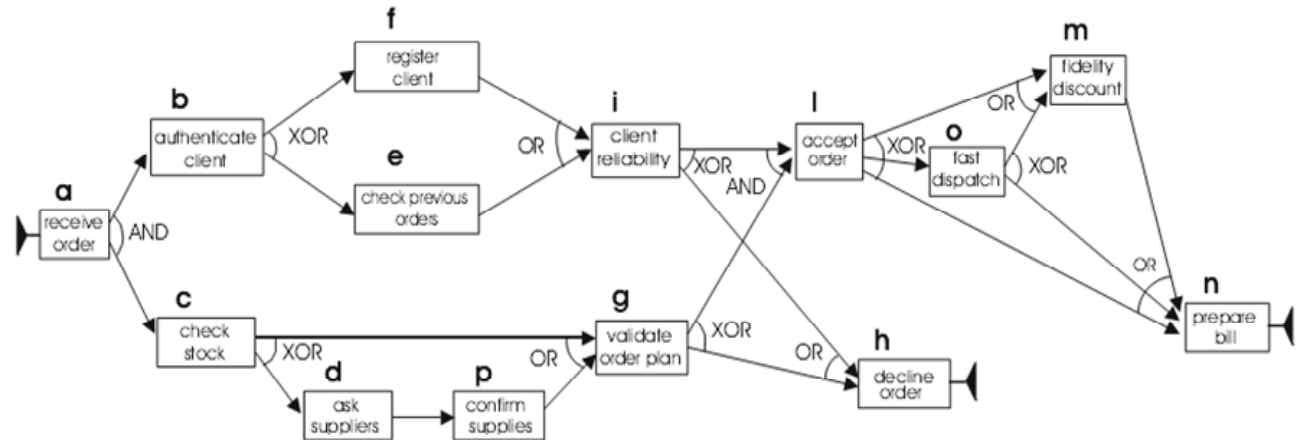 f
register
client
m
fidelity
discount
b
authenticate
client
XOR
OR
i
client
reliability
l
accept
order
OR
XOR
o
fast
dispatch
XOR
e
check previous
orders
XOR
AND
a
receive
order
AND
c
check
stock
XOR
d
ask
suppliers
p
confirm
supplies
OR
g
validate
order plan
XOR
OR
h
decline
order
OR
n
prepare
bill